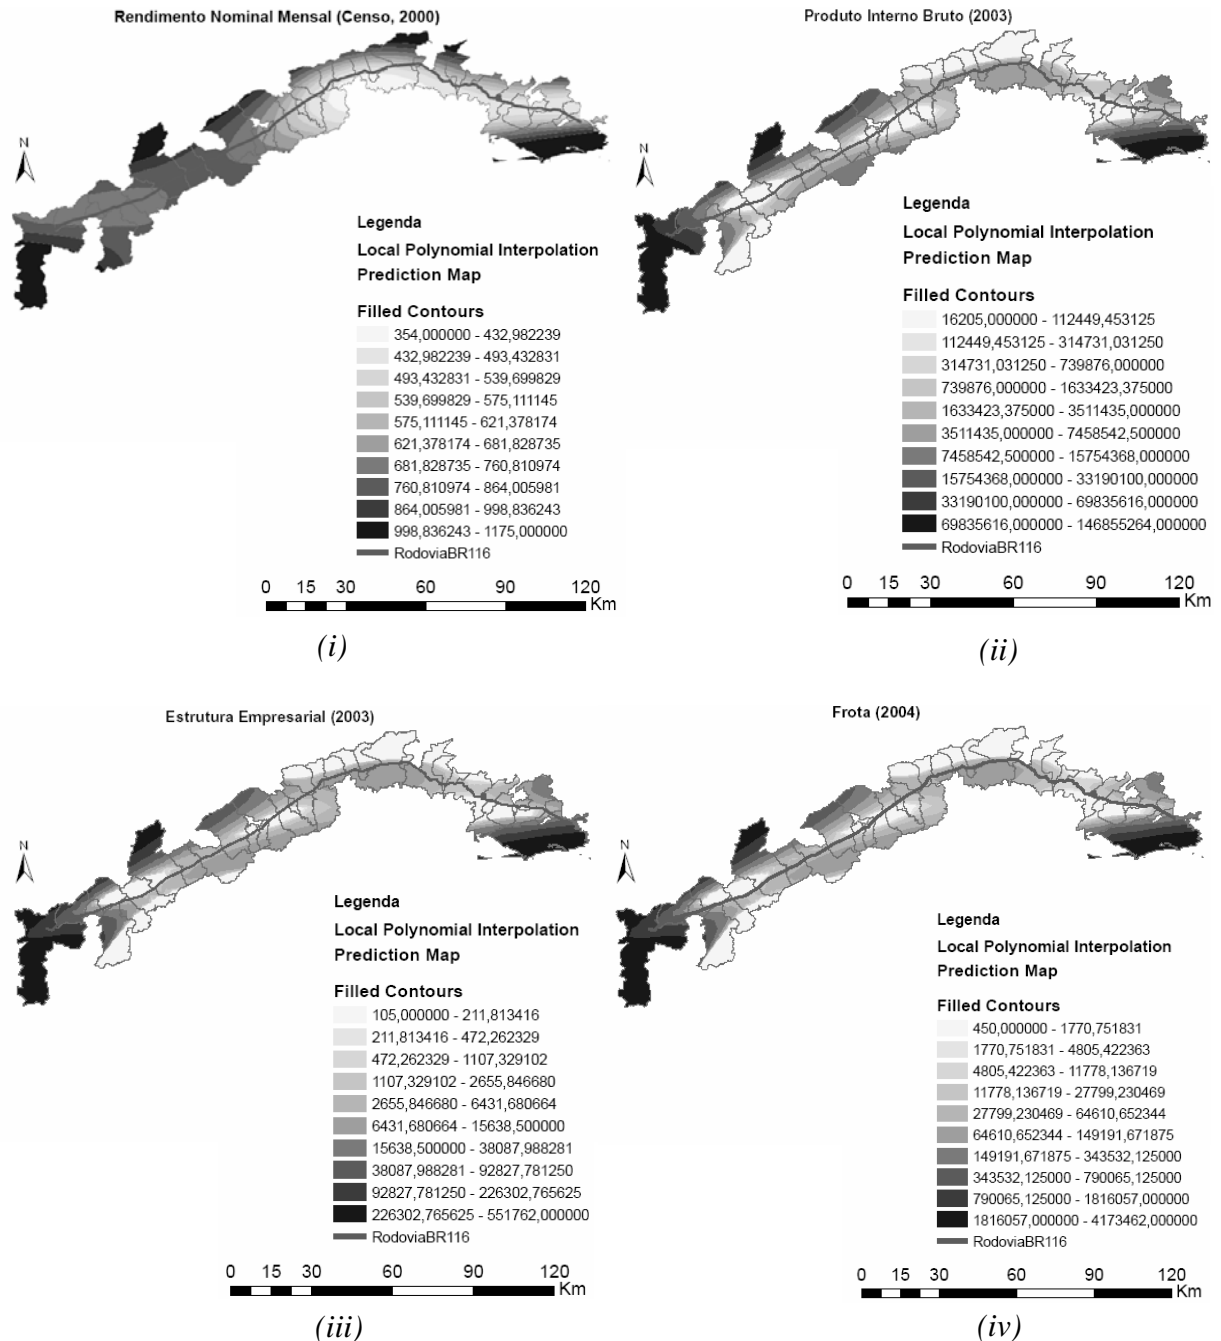 Rendimento Nominal Mensal (Censo, 2000)
N
Legenda
Local Polynomial Interpolation
Prediction Map
Filled Contours
354,000000 - 432,982239
432,982239 - 493,432831
493,432831 - 539,699829
539,699829 - 575,111145
575,111145 - 621,378174
621,378174 - 681,828735
681,828735 - 760,810974
760,810974 - 864,005981
864,005981 - 998,836243
998,836243 - 1175,000000
RodoviaBR116
0 15 30 60 90 120
Km
(i)
Produto Interno Bruto (2003)
N
Legenda
Local Polynomial Interpolation
Prediction Map
Filled Contours
16205,000000 - 112449,453125
112449,453125 - 314731,031250
314731,031250 - 739876,000000
739876,000000 - 1633423,375000
1633423,375000 - 3511435,000000
3511435,000000 - 7458542,500000
7458542,500000 - 15754368,000000
15754368,000000 - 33190100,000000
33190100,000000 - 69835616,000000
69835616,000000 - 146855264,000000
RodoviaBR116
0 15 30 60 90 120
Km
(ii)
Estrutura Empresarial (2003)
N
Legenda
Local Polynomial Interpolation
Prediction Map
Filled Contours
105,000000 - 211,813416
211,813416 - 472,262329
472,262329 - 1107,329102
1107,329102 - 2655,846680
2655,846680 - 6431,680664
6431,680664 - 15638,500000
15638,500000 - 38087,988281
38087,988281 - 92827,781250
92827,781250 - 226302,765625
226302,765625 - 551762,000000
RodoviaBR116
0 15 30 60 90 120
Km
(iii)
Frota (2004)
N
Legenda
Local Polynomial Interpolation
Prediction Map
Filled Contours
450,000000 - 1770,751831
1770,751831 - 4805,422363
4805,422363 - 11778,136719
11778,136719 - 27799,230469
27799,230469 - 64610,652344
64610,652344 - 149191,671875
149191,671875 - 343532,125000
343532,125000 - 790065,125000
790065,125000 - 1816057,000000
1816057,000000 - 4173462,000000
RodoviaBR116
0 15 30 60 90 120
Km
(iv)